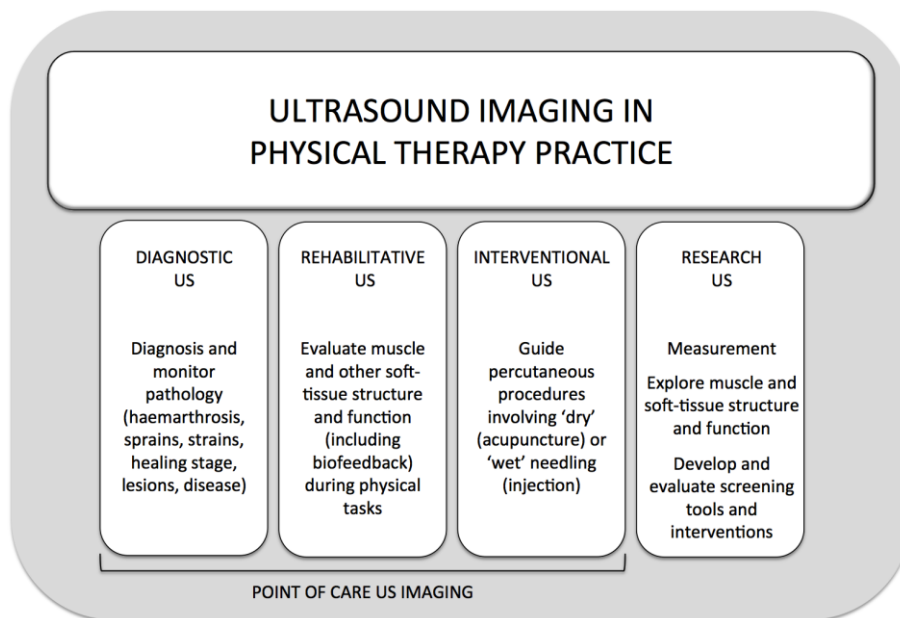 ULTRASOUND IMAGING IN
PHYSICAL THERAPY PRACTICE
DIAGNOSTIC
US
Diagnosis and
monitor
pathology
(haemarthrosis,
sprains, strains,
healing stage,
lesions, disease)
REHABILITATIVE
US
Evaluate muscle
and other soft-
tissue structure
and function
(including
biofeedback)
during physical
tasks
INTERVENTIONAL
US
Guide
percutaneous
procedures
involving ‘dry’
(acupuncture) or
‘wet’ needling
(injection)
RESEARCH
US
Measurement
Explore muscle and
soft-tissue structure
and function
Develop and
evaluate screening
tools and
interventions
POINT OF CARE US IMAGING